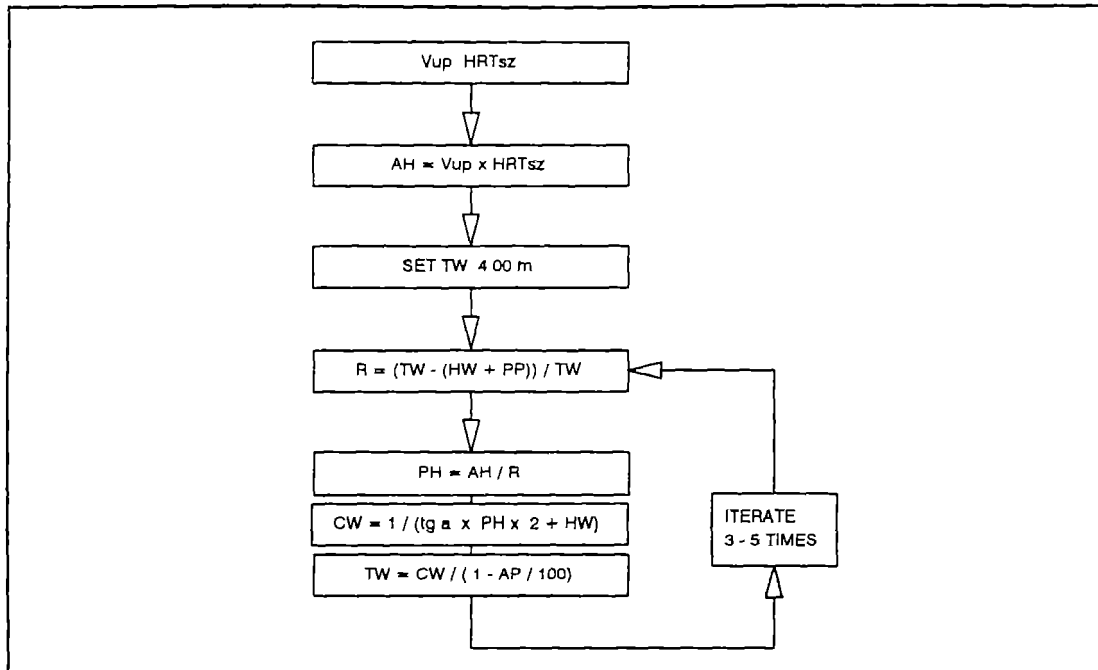 Vup HRTsz
AH = Vup x HRTsz
SET TW 4 00 m
R = (TW - (HW + PP)) / TW
PH = AH / R
CW = 1 / (tg a x PH x 2 + HW)
TW = CW / ( 1 - AP / 100)
ITERATE
3 - 5 TIMES